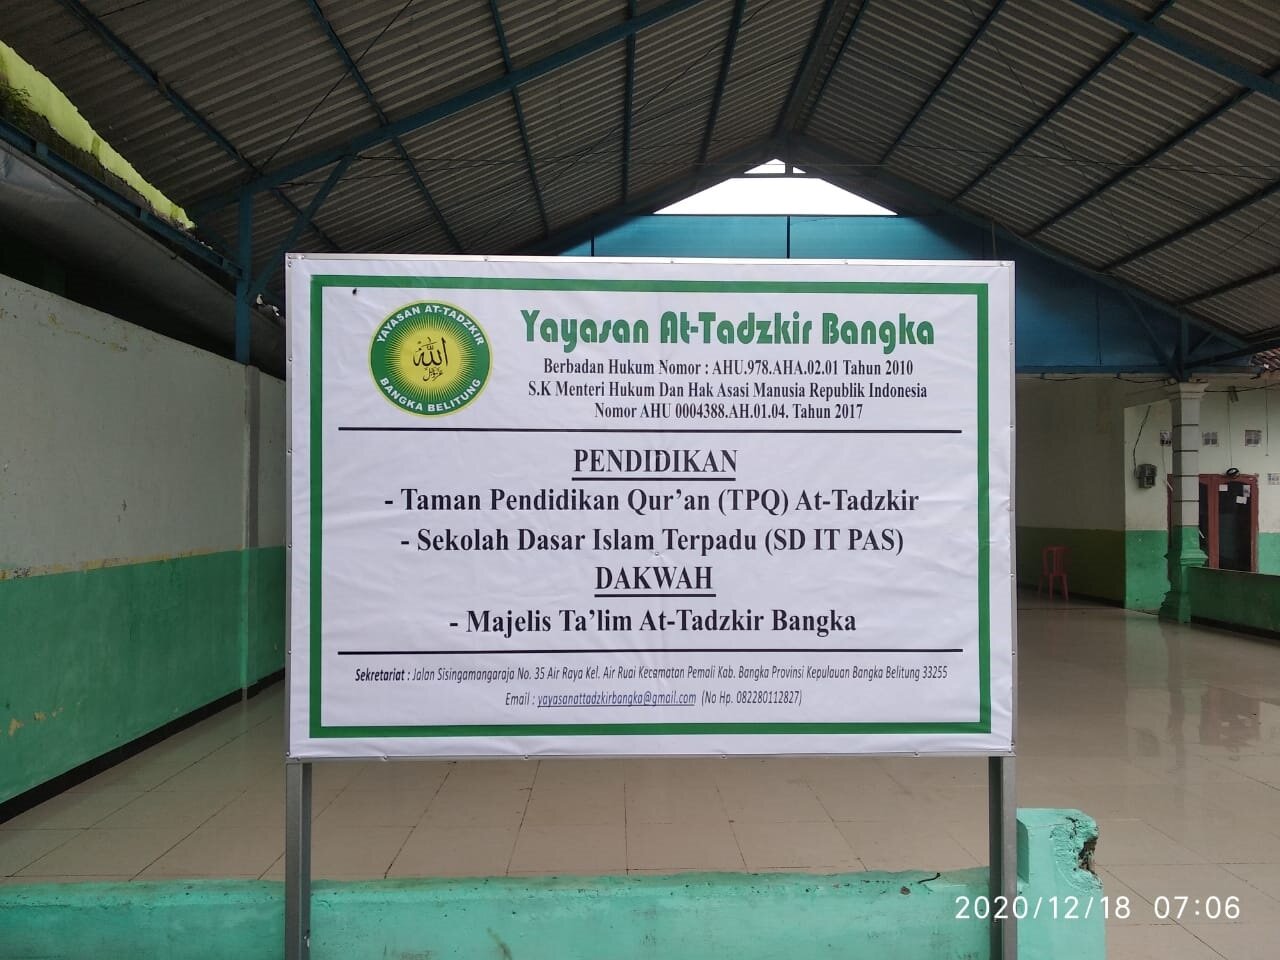 YAYASAN AT-TADZKIR
الله
عزوجل
BANGKA BELITUNG
Yayasan At-Tadzkir Bangka
Berbadan Hukum Nomor : AHU.978.AHA.02.01 Tahun 2010
S.K Menteri Hukum Dan Hak Asasi Manusia Republik Indonesia
Nomor AHU 0004388.AH.01.04. Tahun 2017
PENDIDIKAN
- Taman Pendidikan Qur’an (TPQ) At-Tadzkir
- Sekolah Dasar Islam Terpadu (SD IT PAS)
DAKWAH
- Majelis Ta’lim At-Tadzkir Bangka
Sekretariat : Jalan Sisingamangaraja No. 35 Air Raya Kel. Air Ruai Kecamatan Pemali Kab. Bangka Provinsi Kepulauan Bangka Belitung 33255
Email : yayasanattadzkirbangka@gmail.com (No Hp. 082280112827)
2020/12/18 07:06